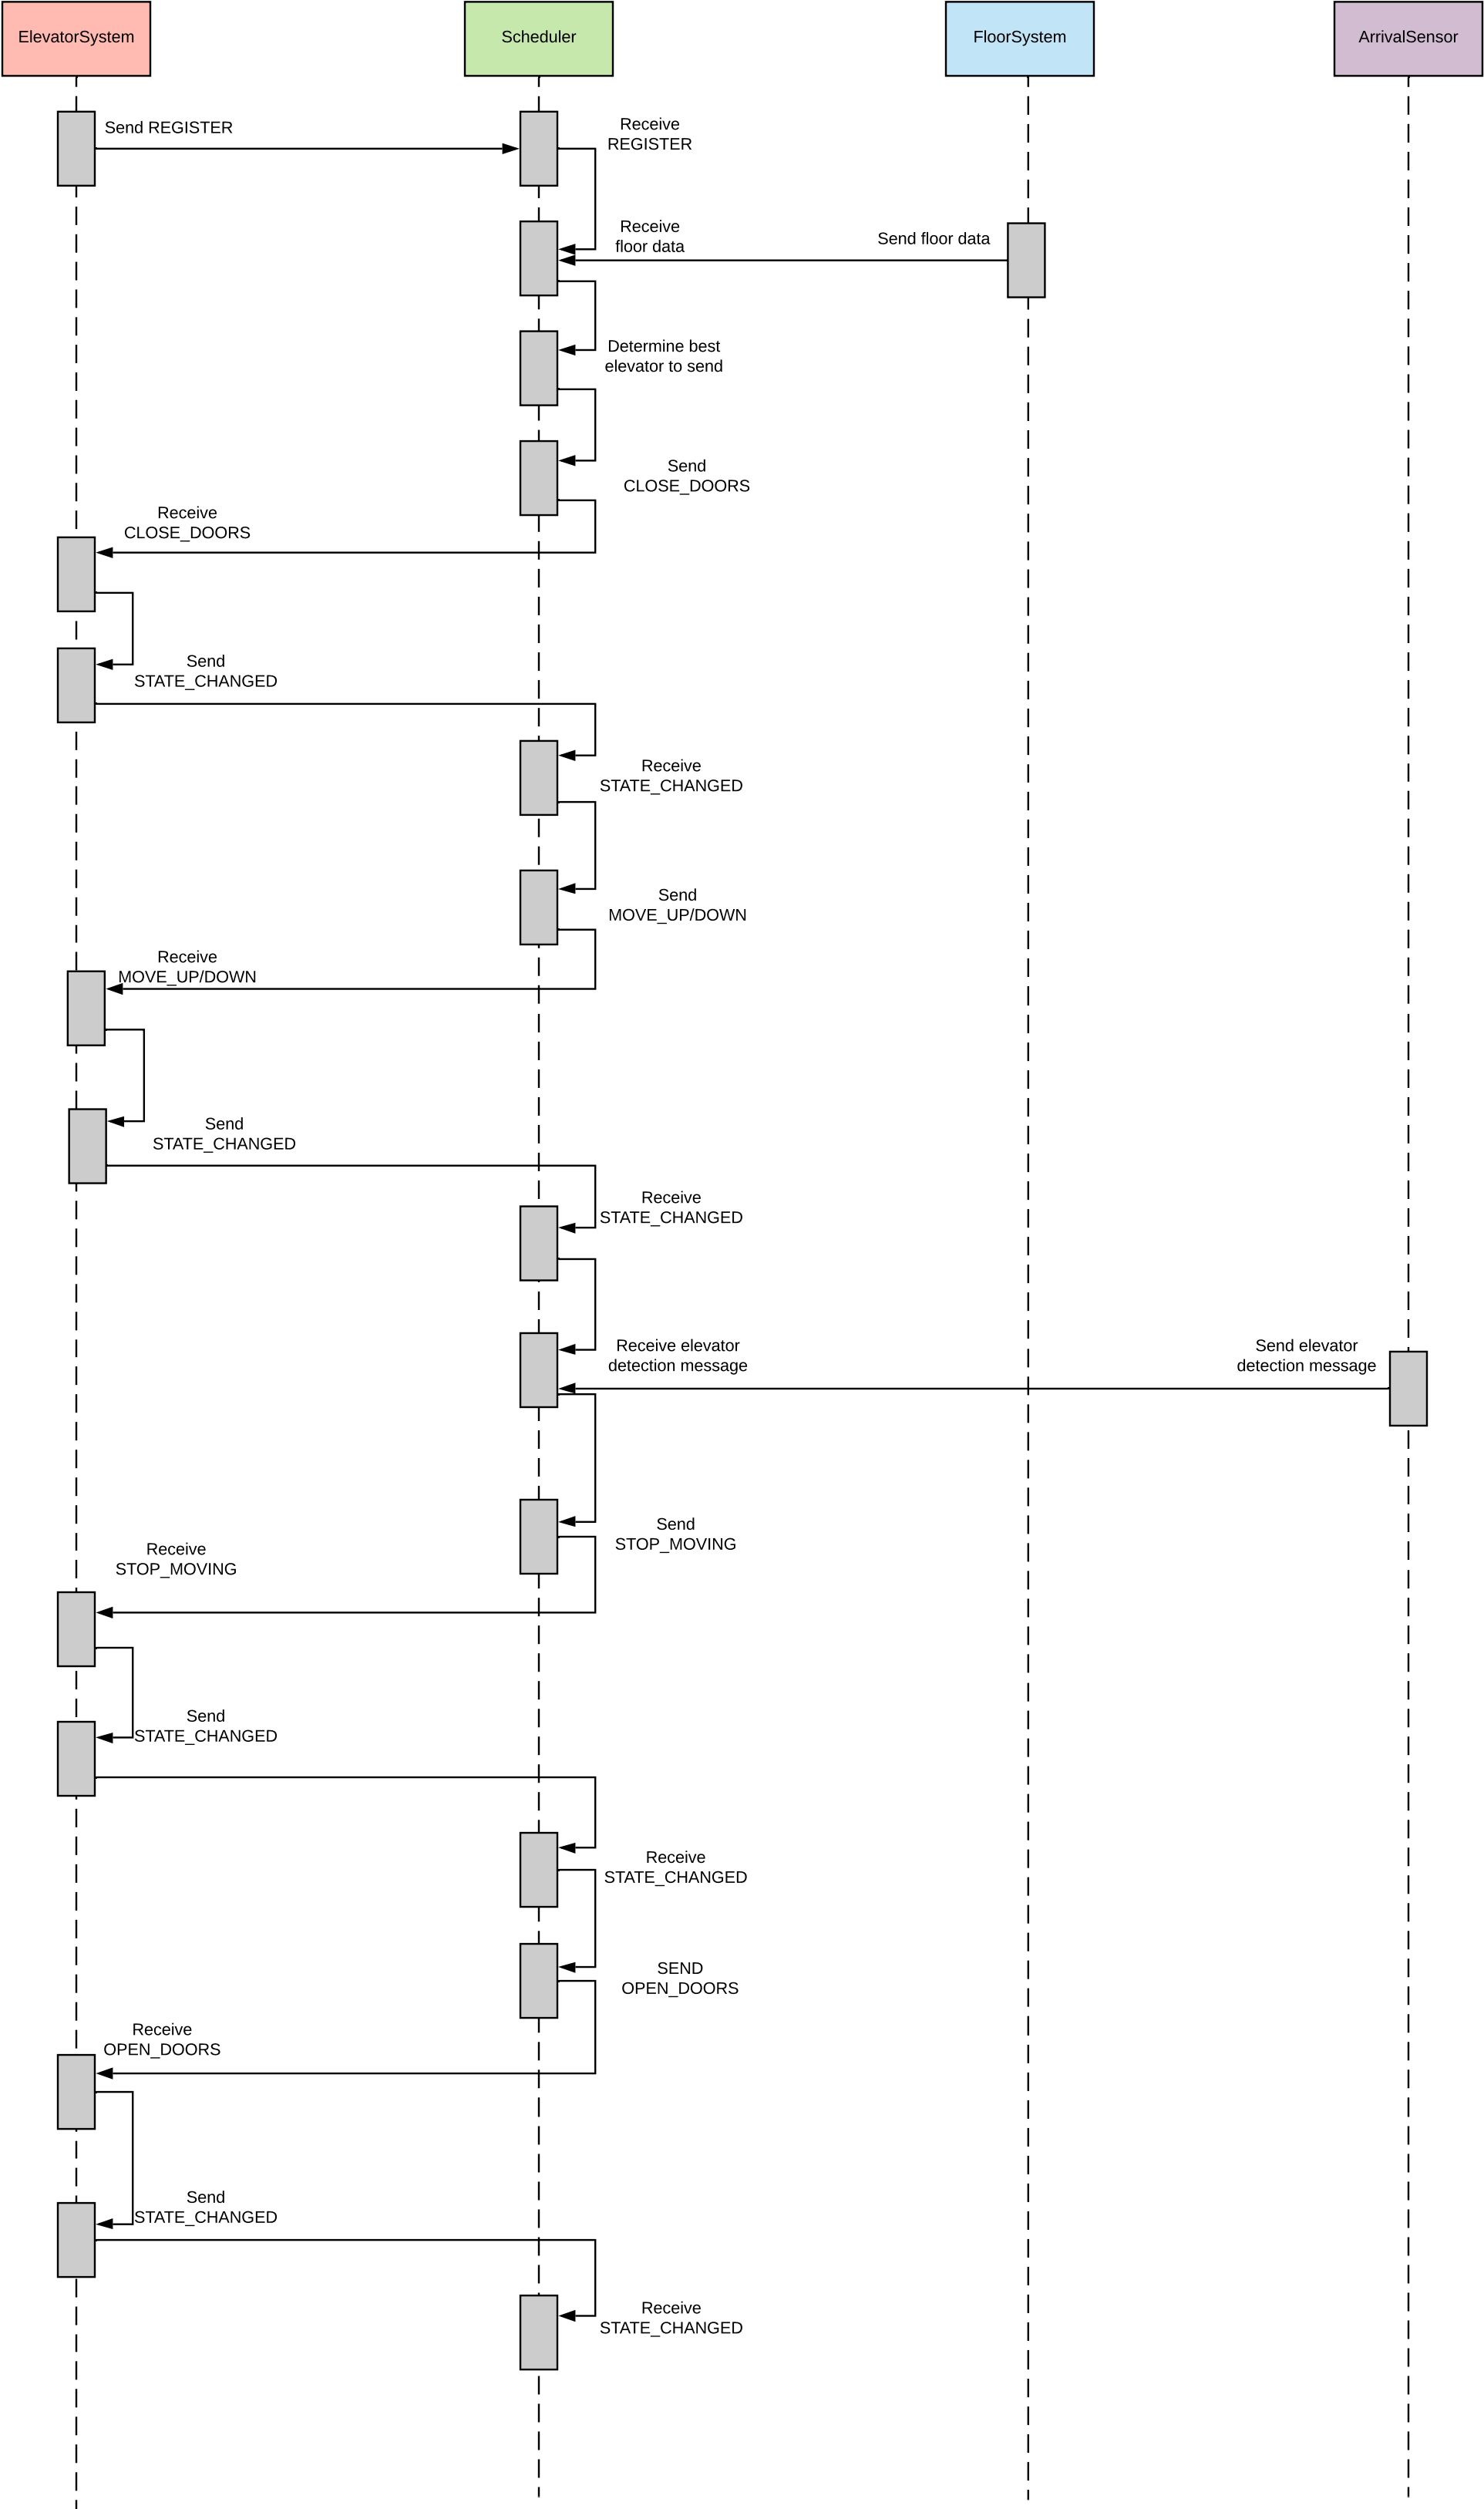 ElevatorSystem
Scheduler
FloorSystem
ArrivalSensor
Send REGISTER
Receive
REGISTER
Receive
floor data
Send floor data
Determine best
elevator to send
Send
CLOSE_DOORS
Receive
CLOSE_DOORS
Send
STATE_CHANGED
Receive
STATE_CHANGED
Send
MOVE_UP/DOWN
Receive
MOVE_UP/DOWN
Send
STATE_CHANGED
Receive
STATE_CHANGED
Receive elevator
detection message
Send elevator
detection message
Send
STOP_MOVING
Receive
STOP_MOVING
Send
STATE_CHANGED
Receive
STATE_CHANGED
SEND
OPEN_DOORS
Receive
OPEN_DOORS
Send
STATE_CHANGED
Receive
STATE_CHANGED